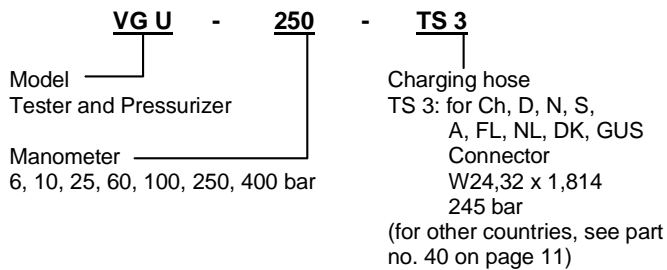 VG U - 250 - TS 3
Model
Tester and Pressurizer
Manometer
6, 10, 25, 60, 100, 250, 400 bar
Charging hose
TS 3: for Ch, D, N, S,
A, FL, NL, DK, GUS
Connector
W24,32 x 1,814
245 bar
(for other countries, see part
no. 40 on page 11)